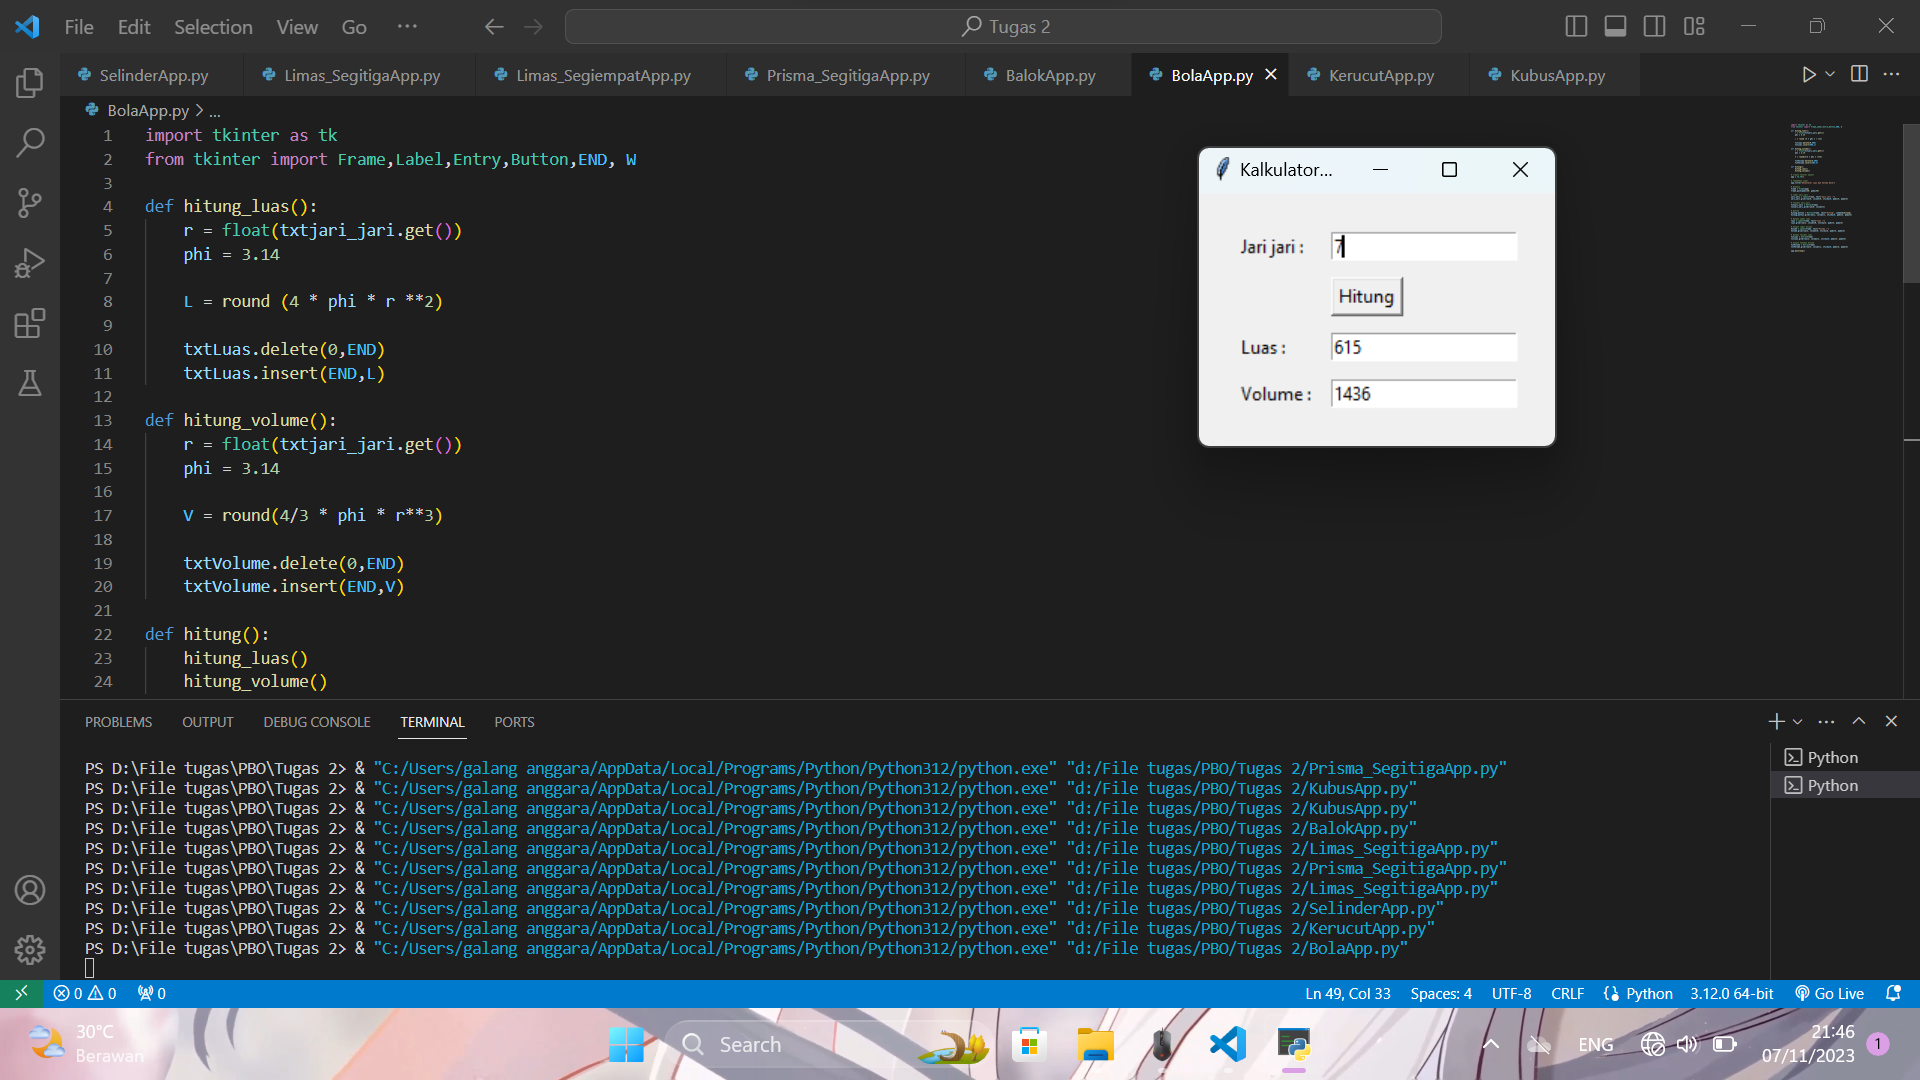 File Edit Selection View Go ··· Tugas 2
SelinderApp.py Limas_SegitigaApp.py Limas_SegiempatApp.py Prisma_SegitigaApp.py BalokApp.py BolaApp.py KerucutApp.py KubusApp.py
BolaApp.py > ...
1 import tkinter as tk
2 from tkinter import Frame,Label,Entry,Button,END, W
3
4 def hitung_luas():
5 r = float(txtjari_jari.get())
6 phi = 3.14
7
8 L = round (4 * phi * r **2)
9
10 txtLuas.delete(0,END)
11 txtLuas.insert(END,L)
12
13 def hitung_volume():
14 r = float(txtjari_jari.get())
15 phi = 3.14
16
17 V = round(4/3 * phi * r**3)
18
19 txtVolume.delete(0,END)
20 txtVolume.insert(END,V)
21
22 def hitung():
23 hitung_luas()
24 hitung_volume()
Kalkulator...
Jari jari : 7
Hitung
Luas : 615
Volume : 1436
PROBLEMS OUTPUT DEBUG CONSOLE TERMINAL PORTS
PS D:\File tugas\PBO\Tugas 2> & "C:/Users/galang anggara/AppData/Local/Programs/Python/Python312/python.exe" "d:/File tugas/PBO/Tugas 2/Prisma_SegitigaApp.py"
PS D:\File tugas\PBO\Tugas 2> & "C:/Users/galang anggara/AppData/Local/Programs/Python/Python312/python.exe" "d:/File tugas/PBO/Tugas 2/KubusApp.py"
PS D:\File tugas\PBO\Tugas 2> & "C:/Users/galang anggara/AppData/Local/Programs/Python/Python312/python.exe" "d:/File tugas/PBO/Tugas 2/KubusApp.py"
PS D:\File tugas\PBO\Tugas 2> & "C:/Users/galang anggara/AppData/Local/Programs/Python/Python312/python.exe" "d:/File tugas/PBO/Tugas 2/BalokApp.py"
PS D:\File tugas\PBO\Tugas 2> & "C:/Users/galang anggara/AppData/Local/Programs/Python/Python312/python.exe" "d:/File tugas/PBO/Tugas 2/Limas_SegitigaApp.py"
PS D:\File tugas\PBO\Tugas 2> & "C:/Users/galang anggara/AppData/Local/Programs/Python/Python312/python.exe" "d:/File tugas/PBO/Tugas 2/Prisma_SegitigaApp.py"
PS D:\File tugas\PBO\Tugas 2> & "C:/Users/galang anggara/AppData/Local/Programs/Python/Python312/python.exe" "d:/File tugas/PBO/Tugas 2/Limas_SegitigaApp.py"
PS D:\File tugas\PBO\Tugas 2> & "C:/Users/galang anggara/AppData/Local/Programs/Python/Python312/python.exe" "d:/File tugas/PBO/Tugas 2/SelinderApp.py"
PS D:\File tugas\PBO\Tugas 2> & "C:/Users/galang anggara/AppData/Local/Programs/Python/Python312/python.exe" "d:/File tugas/PBO/Tugas 2/KerucutApp.py"
PS D:\File tugas\PBO\Tugas 2> & "C:/Users/galang anggara/AppData/Local/Programs/Python/Python312/python.exe" "d:/File tugas/PBO/Tugas 2/BolaApp.py"
Python
Python
0 0 0 Ln 49, Col 33 Spaces: 4 UTF-8 CRLF Python 3.12.0 64-bit Go Live
30°C
Berawan
Search
ENG
21:46
07/11/2023
1